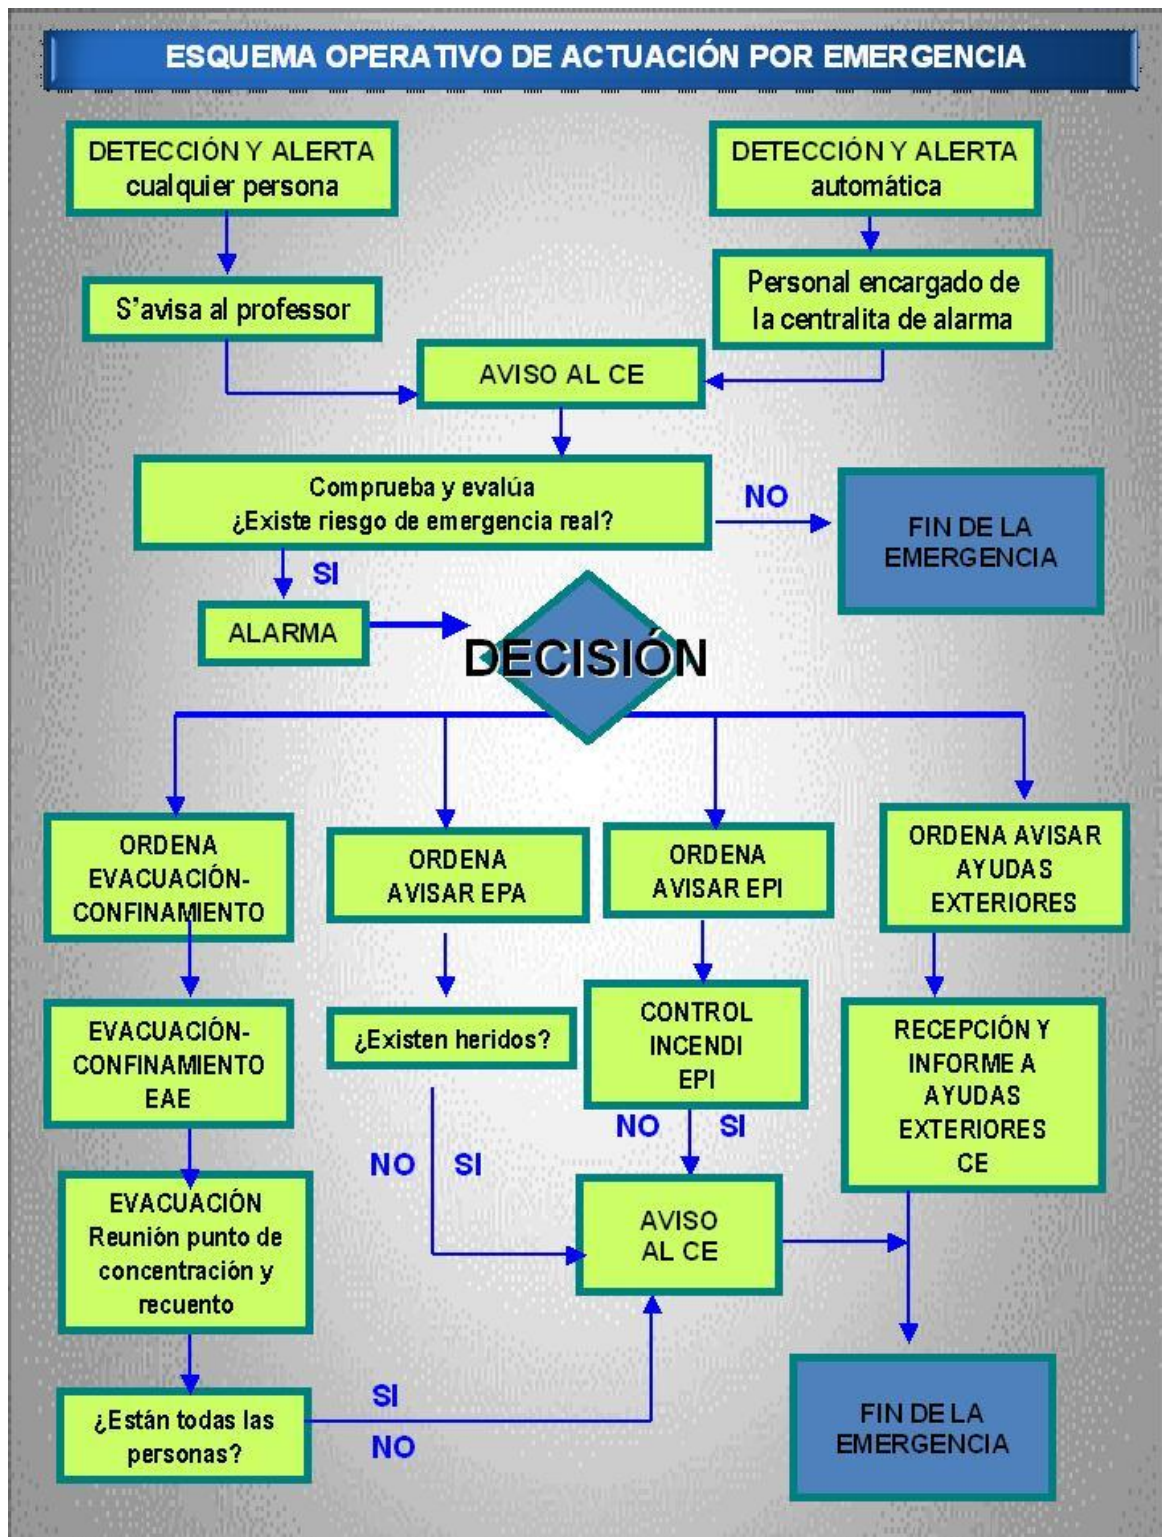 ESQUEMA OPERATIVO DE ACTUACIÓN POR EMERGENCIA
DETECCIÓN Y ALERTA
cualquier persona
DETECCIÓN Y ALERTA
automática
S'avisa al professor
Personal encargado de
la centralita de alarma
AVISO AL CE
Comprueba y evalúa
¿Existe riesgo de emergencia real?
NO
FIN DE LA
EMERGENCIA
SI
ALARMA
DECISIÓN
ORDENA
EVACUACIÓN-
CONFINAMIENTO
ORDENA
AVISAR EPA
ORDENA
AVISAR EPI
ORDENA AVISAR
AYUDAS
EXTERIORES
EVACUACIÓN-
CONFINAMIENTO
EAE
¿Existen heridos?
CONTROL
INCENDI
EPI
RECEPCIÓN Y
INFORME A
AYUDAS
EXTERIORES
CE
NO
SI
NO
SI
EVACUACIÓN
Reunión punto de
concentración y
recuento
AVISO
AL CE
¿Están todas las
personas?
SI
NO
FIN DE LA
EMERGENCIA